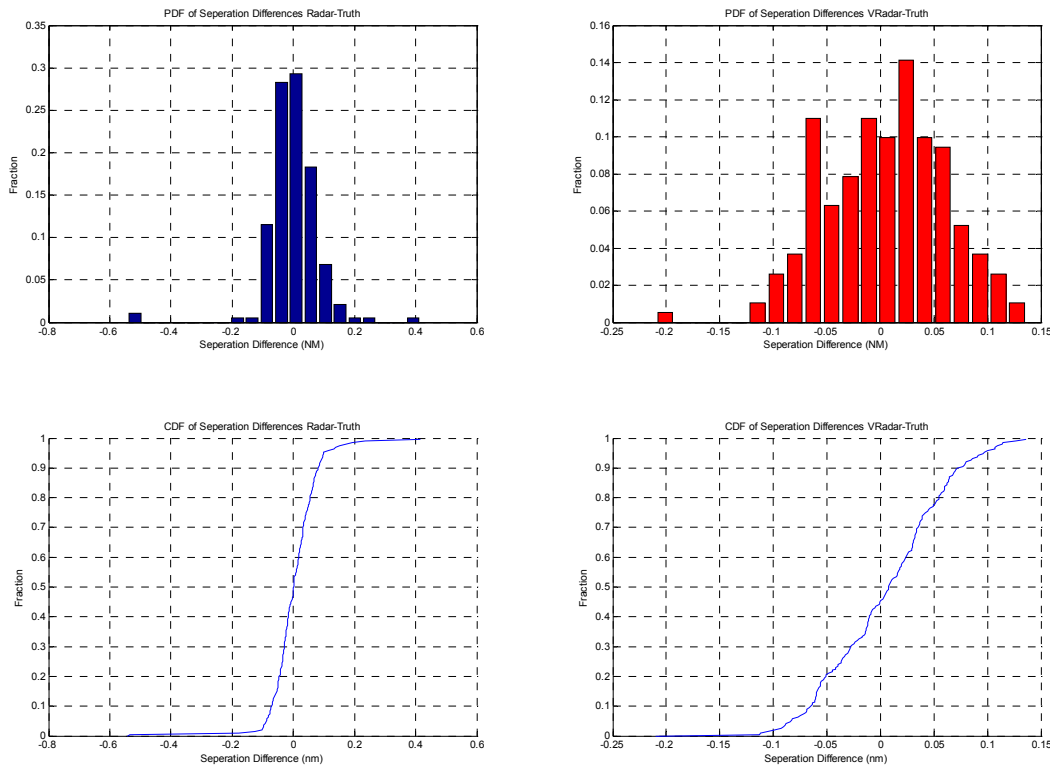 PDF of Seperation Differences Radar-Truth
0.35
0.3
0.25
0.2
0.15
0.1
0.05
0
Fraction
-0.8 -0.6 -0.4 -0.2 0 0.2 0.4 0.6
Seperation Difference (NM)
PDF of Seperation Differences VRadar-Truth
0.16
0.14
0.12
0.1
0.08
0.06
0.04
0.02
0
Fraction
-0.25 -0.2 -0.15 -0.1 -0.05 0 0.05 0.1 0.15
Seperation Difference (NM)
CDF of Seperation Differences Radar-Truth
1
0.9
0.8
0.7
0.6
0.5
0.4
0.3
0.2
0.1
0
Fraction
-0.8 -0.6 -0.4 -0.2 0 0.2 0.4 0.6
Seperation Difference (nm)
CDF of Seperation Differences VRadar-Truth
1
0.9
0.8
0.7
0.6
0.5
0.4
0.3
0.2
0.1
0
Fraction
-0.25 -0.2 -0.15 -0.1 -0.05 0 0.05 0.1 0.15
Seperation Difference (nm)